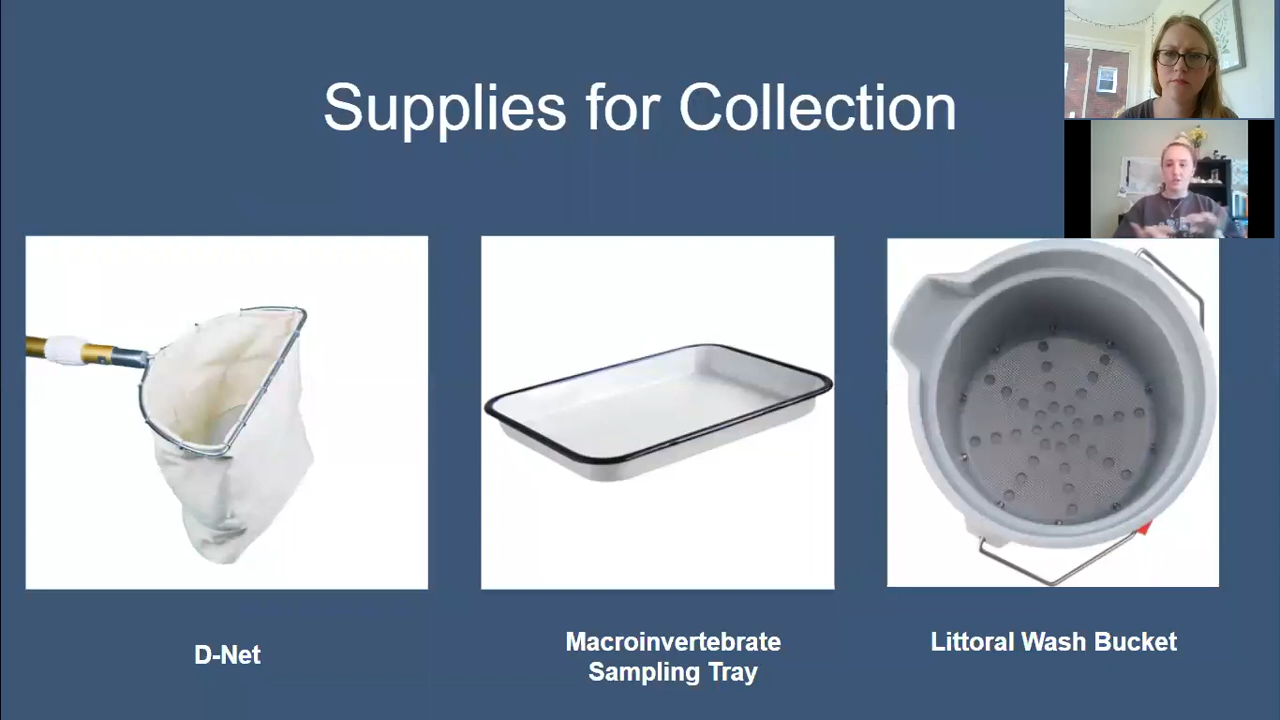 Supplies for Collection
D-Net
Macroinvertebrate
Sampling Tray
Littoral Wash Bucket